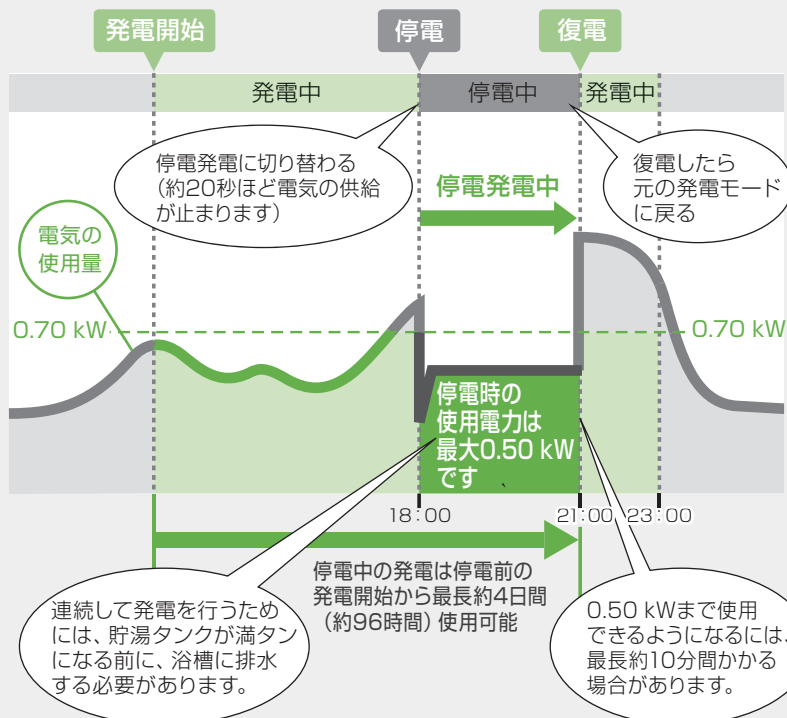 発電開始
停電
復電
発電中
停電中
発電中
停電発電に切り替わる
（約20秒ほど電気の供給
が止まります）
停電発電中
復電したら
元の発電モード
に戻る
電気の
使用量
0.70 kW
0.70 kW
停電時の
使用電力は
最大0.50 kW
です
18：00
21：00
23：00
停電中の発電は停電前の
発電開始から最長約4日間
（約96時間）使用可能
連続して発電を行うため
には、貯湯タンクが満タン
になる前に、浴槽に排水
する必要があります。
0.50 kWまで使用
できるようになるには、
最長約10分間かかる
場合があります。